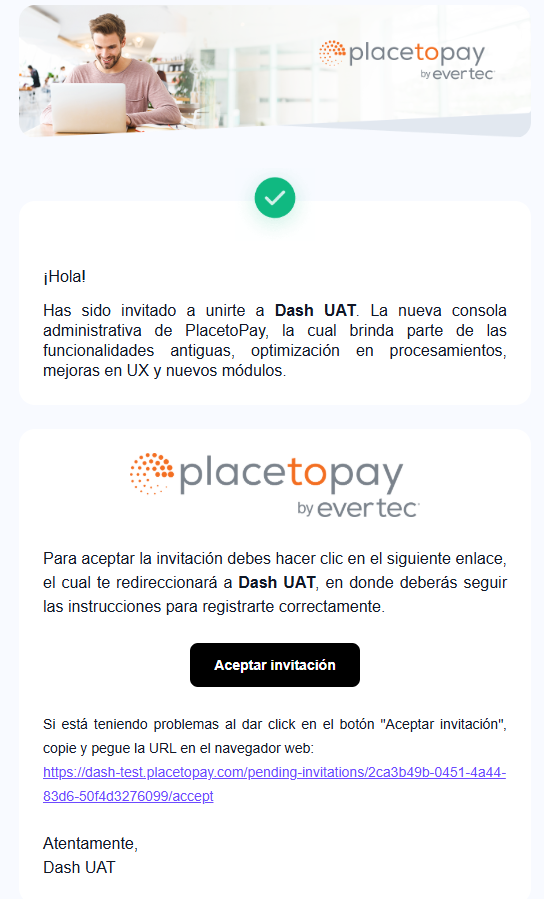 placetopay
by evertec
¡Hola!
Has sido invitado a unirte a Dash UAT. La nueva consola
administrativa de PlacetoPay, la cual brinda parte de las
funcionalidades antiguas, optimización en procesamientos,
mejoras en UX y nuevos módulos.
placetopay
by evertec
Para aceptar la invitación debes hacer clic en el siguiente enlace,
el cual te redireccionará a Dash UAT, en donde deberás seguir
las instrucciones para registrarte correctamente.
Aceptar invitación
Si está teniendo problemas al dar click en el botón "Aceptar invitación",
copie y pegue la URL en el navegador web:
https://dash-test.placetopay.com/pending-invitations/2ca3b49b-0451-4a44-
83d6-50f4d3276099/accept
Atentamente,
Dash UAT